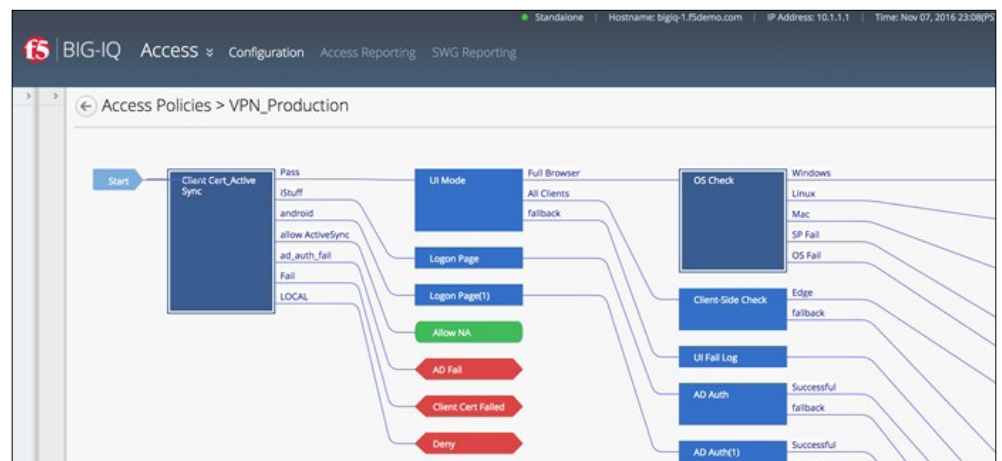 Standalone | Hostname: bigiq-1.f5demo.com | IP Address: 10.1.1.1 | Time: Nov 07, 2016 23:08(PS
f5 BIG-IQ Access Configuration Access Reporting SWG Reporting
Access Policies > VPN_Production
Start
Client Cert_Active
Sync
Pass
iStuff
android
allow ActiveSync
ad_auth_fail
Fail
LOCAL
UI Mode
Full Browser
All Clients
fallback
Logon Page
Logon Page(1)
Allow NA
AD Fail
Client Cert Failed
Deny
OS Check
Windows
Linux
Mac
SP Fail
OS Fail
Client-Side Check
Edge
fallback
UI Fail Log
AD Auth
Successful
fallback
AD Auth(1)
Successful